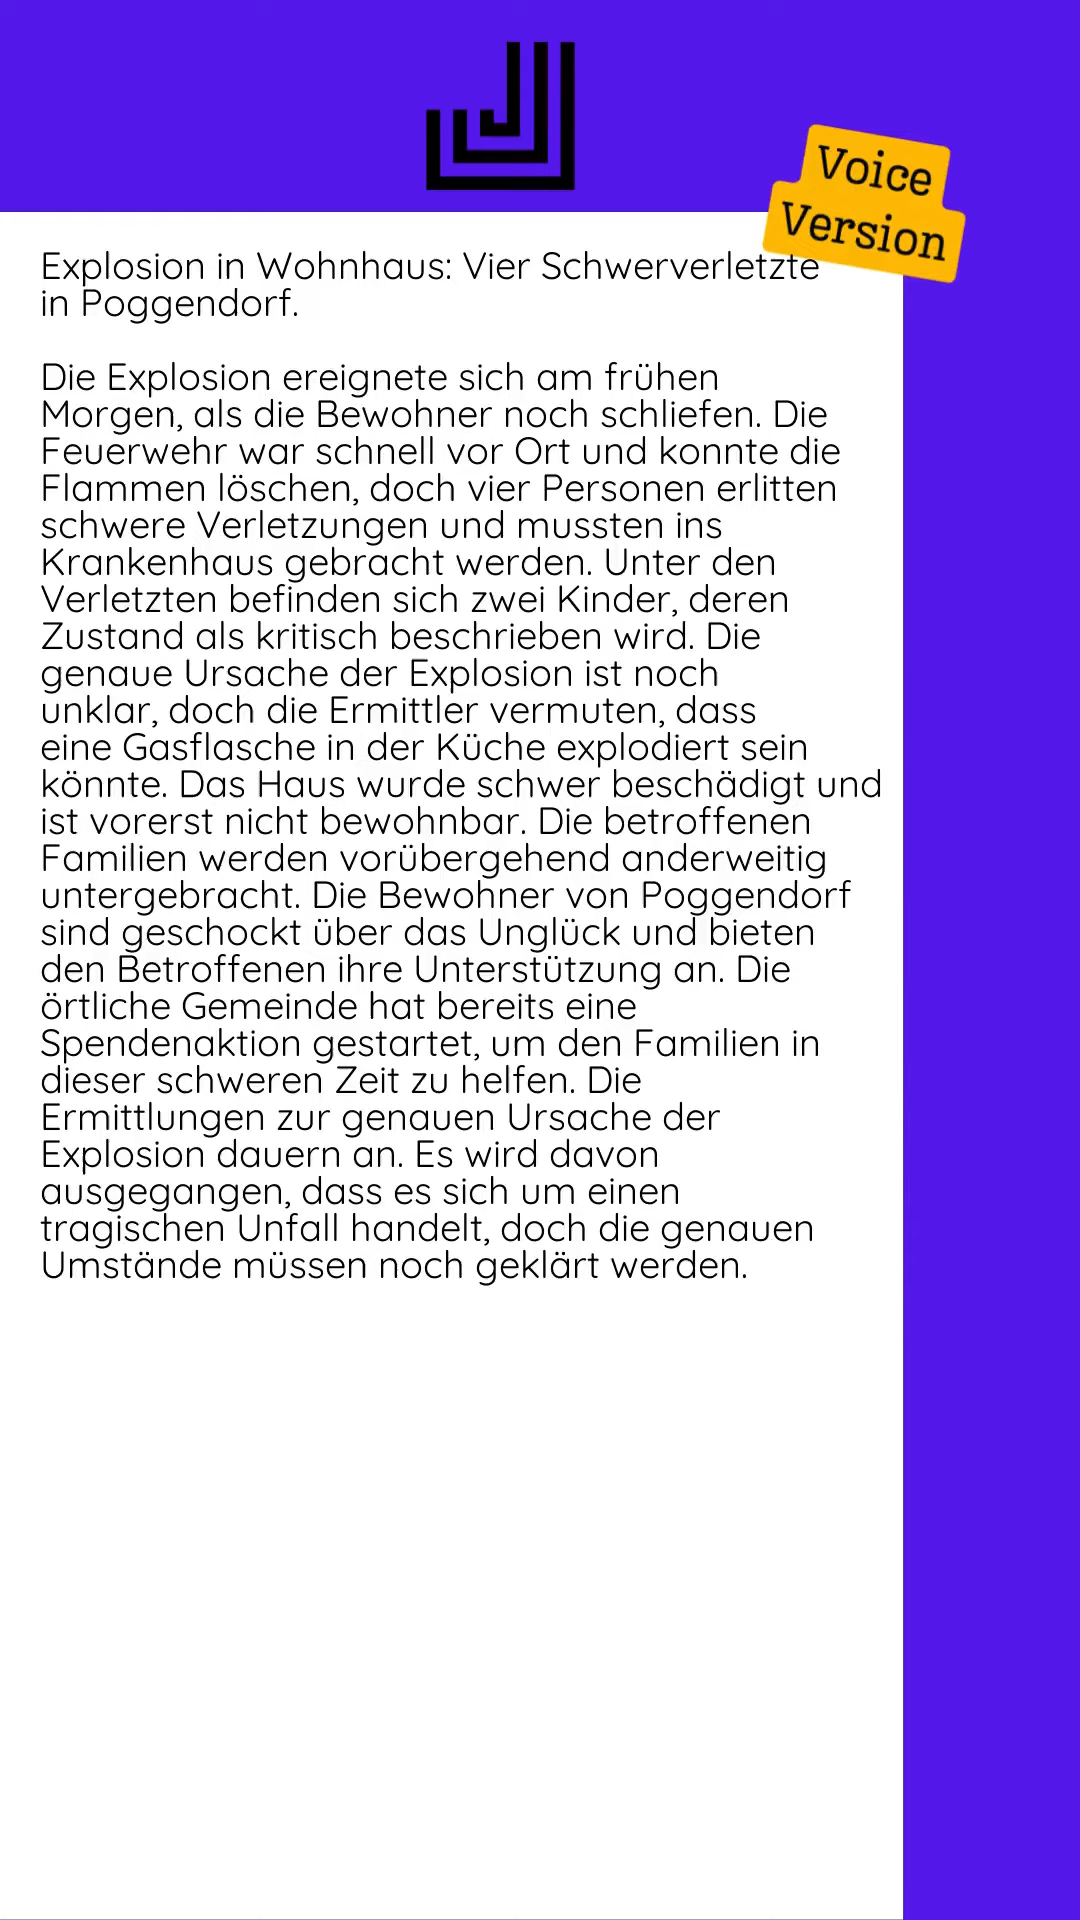 Voice
Version
Explosion in Wohnhaus: Vier Schwerverletzte
in Poggendorf.
Die Explosion ereignete sich am frühen
Morgen, als die Bewohner noch schliefen. Die
Feuerwehr war schnell vor Ort und konnte die
Flammen löschen, doch vier Personen erlitten
schwere Verletzungen und mussten ins
Krankenhaus gebracht werden. Unter den
Verletzten befinden sich zwei Kinder, deren
Zustand als kritisch beschrieben wird. Die
genaue Ursache der Explosion ist noch
unklar, doch die Ermittler vermuten, dass
eine Gasflasche in der Küche explodiert sein
könnte. Das Haus wurde schwer beschädigt und
ist vorerst nicht bewohnbar. Die betroffenen
Familien werden vorübergehend anderweitig
untergebracht. Die Bewohner von Poggendorf
sind geschockt über das Unglück und bieten
den Betroffenen ihre Unterstützung an. Die
örtliche Gemeinde hat bereits eine
Spendenaktion gestartet, um den Familien in
dieser schweren Zeit zu helfen. Die
Ermittlungen zur genauen Ursache der
Explosion dauern an. Es wird davon
ausgegangen, dass es sich um einen
tragischen Unfall handelt, doch die genauen
Umstände müssen noch geklärt werden.